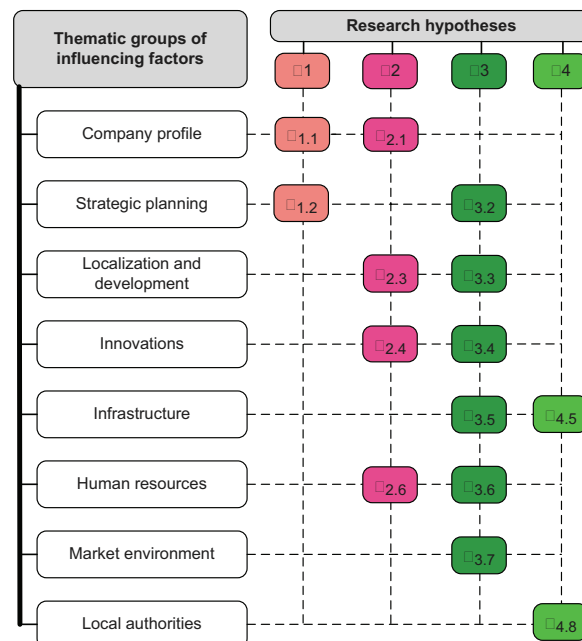 Thematic groups of
influencing factors
Research hypotheses
□1 □2 □3 □4
Company profile □1.1 □2.1
Strategic planning □1.2 □3.2
Localization and
development □2.3 □3.3
Innovations □2.4 □3.4
Infrastructure □3.5 □4.5
Human resources □2.6 □3.6
Market environment □3.7
Local authorities □4.8